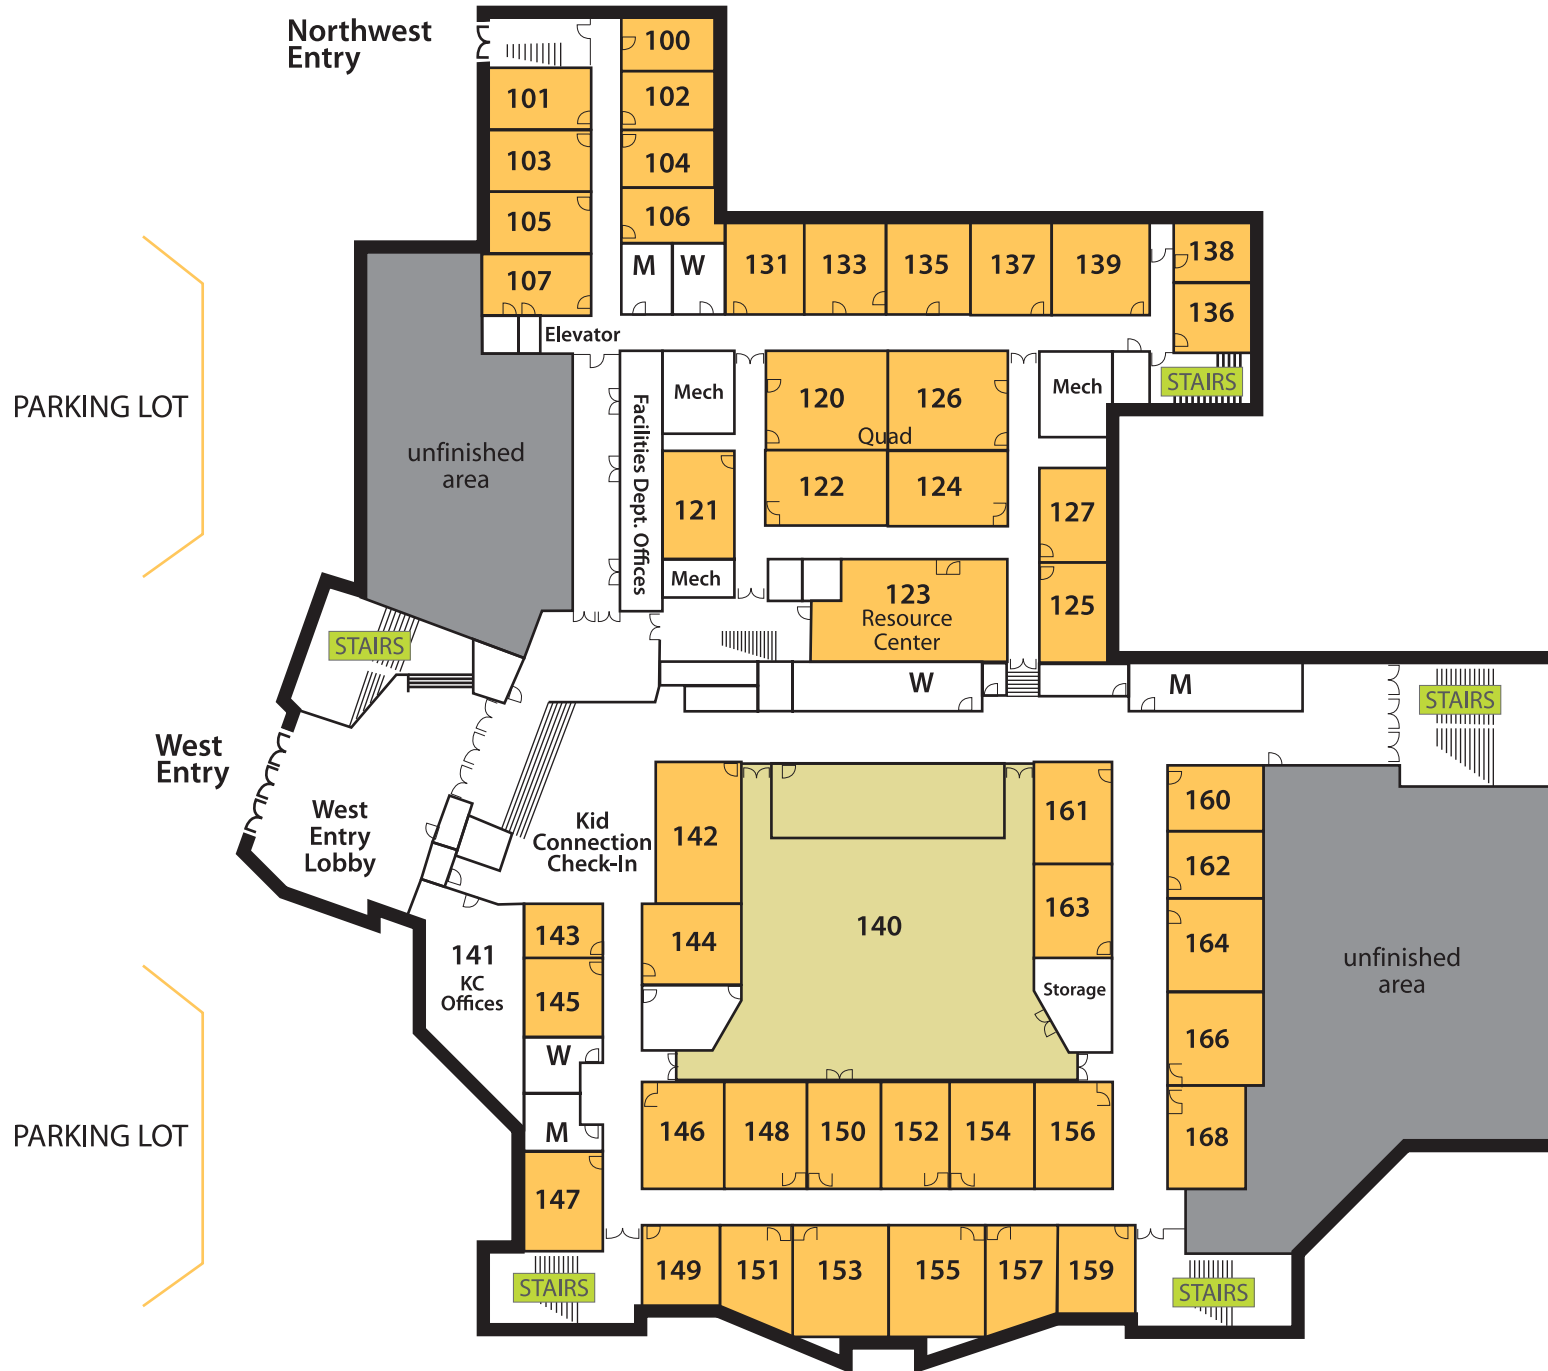 Northwest
Entry
100
101
102
103
104
105
106
107
M
W
131
133
135
137
139
138
136
Elevator
STAIRS
Mech
Facilities Dept. Offices
120
126
Quad
122
124
Mech
PARKING LOT
unfinished
area
121
127
Mech
123
Resource
Center
125
STAIRS
W
M
STAIRS
West
Entry
West
Entry
Lobby
Kid
Connection
Check-In
142
161
160
162
140
144
163
164
143
141
KC
Offices
145
Storage
unfinished
area
W
166
M
PARKING LOT
146
148
150
152
154
156
168
147
149
151
153
155
157
159
STAIRS
STAIRS